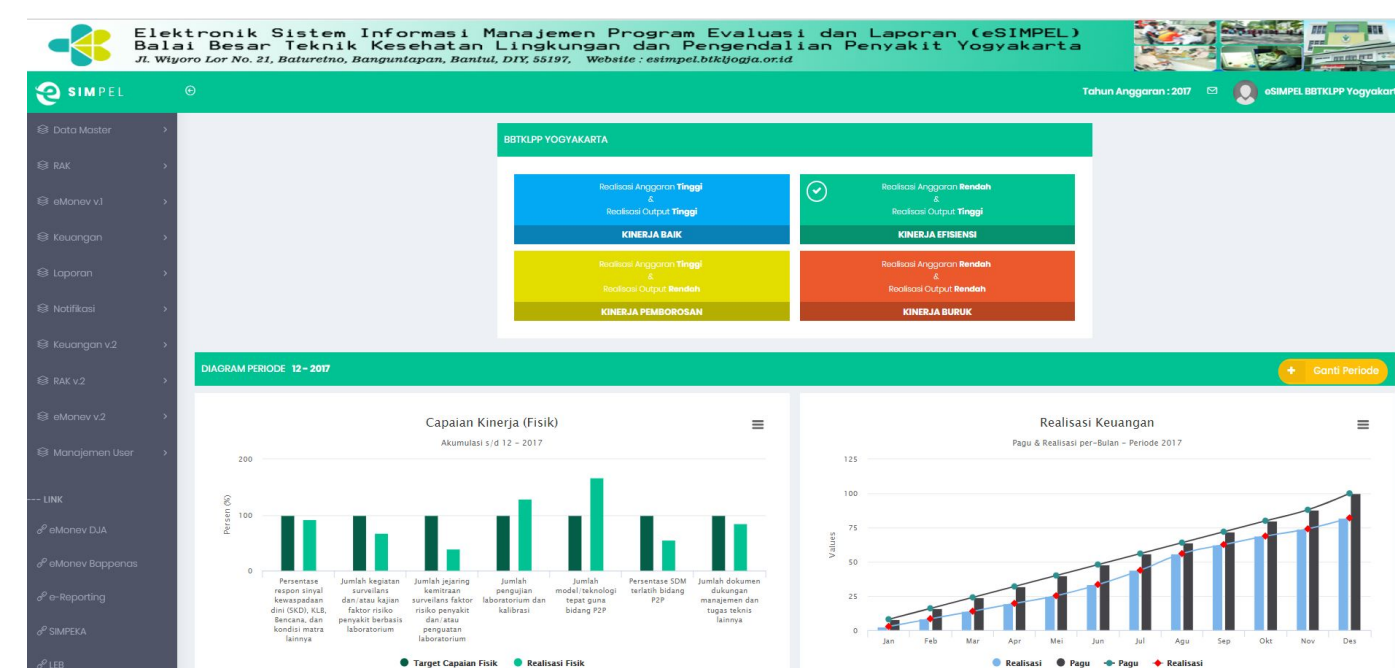 Elektronik Sistem Informasi Manajemen Program Evaluasi dan Laporan (eSIMPEL)
Balai Besar Teknik Kesehatan Lingkungan dan Pengendalian Penyakit Yogyakarta
Jl. Wiyoro Lor No. 21, Baturetno, Banguntapan, Bantul, DIY, 55197, Website : esimpel.btkljogja.or.id
SIMPEL
Tahun Anggaran : 2017
eSIMPEL BBTKLPP Yogyakart
Data Master
RAK
eMonev v.1
Keuangan
Laporan
Notifikasi
Keuangan v.2
RAK v.2
eMonev v.2
Manajemen User
--- LINK
eMonev DJA
eMonev Bappenas
e-Reporting
SIMPEKA
LEB
BBTKLPP YOGYAKARTA
Realisasi Anggaran Tinggi
&
Realisasi Output Tinggi
KINERJA BAIK
Realisasi Anggaran Rendah
&
Realisasi Output Tinggi
KINERJA EFISIENSI
Realisasi Anggaran Tinggi
&
Realisasi Output Rendah
KINERJA PEMBOROSAN
Realisasi Anggaran Rendah
&
Realisasi Output Rendah
KINERJA BURUK
DIAGRAM PERIODE 12 - 2017
+ Ganti Periode
Capaian Kinerja (Fisik)
Akumulasi s/d 12 - 2017
Persen (%)
200
100
0
Persentase
respon sinyal
kewaspadaan
dini (SKD), KLB,
Bencana, dan
kondisi matra
lainnya
Jumlah kegiatan
surveilans
dan/atau kajian
faktor risiko
penyakit berbasis
laboratorium
Jumlah jejaring
kemitraan
surveilans faktor
risiko penyakit
dan/atau
penguatan
laboratorium
Jumlah
pengujian
laboratorium dan
kalibrasi
Jumlah
model/teknologi
tepat guna
bidang P2P
Persentase SDM
terlatih bidang
P2P
Jumlah dokumen
dukungan
manajemen dan
tugas teknis
lainnya
Target Capaian Fisik
Realisasi Fisik
Realisasi Keuangan
Pagu & Realisasi per-Bulan - Periode 2017
Values
125
100
75
50
25
0
Jan
Feb
Mar
Apr
Mei
Jun
Jul
Agu
Sep
Okt
Nov
Des
Realisasi
Pagu
Pagu
Realisasi